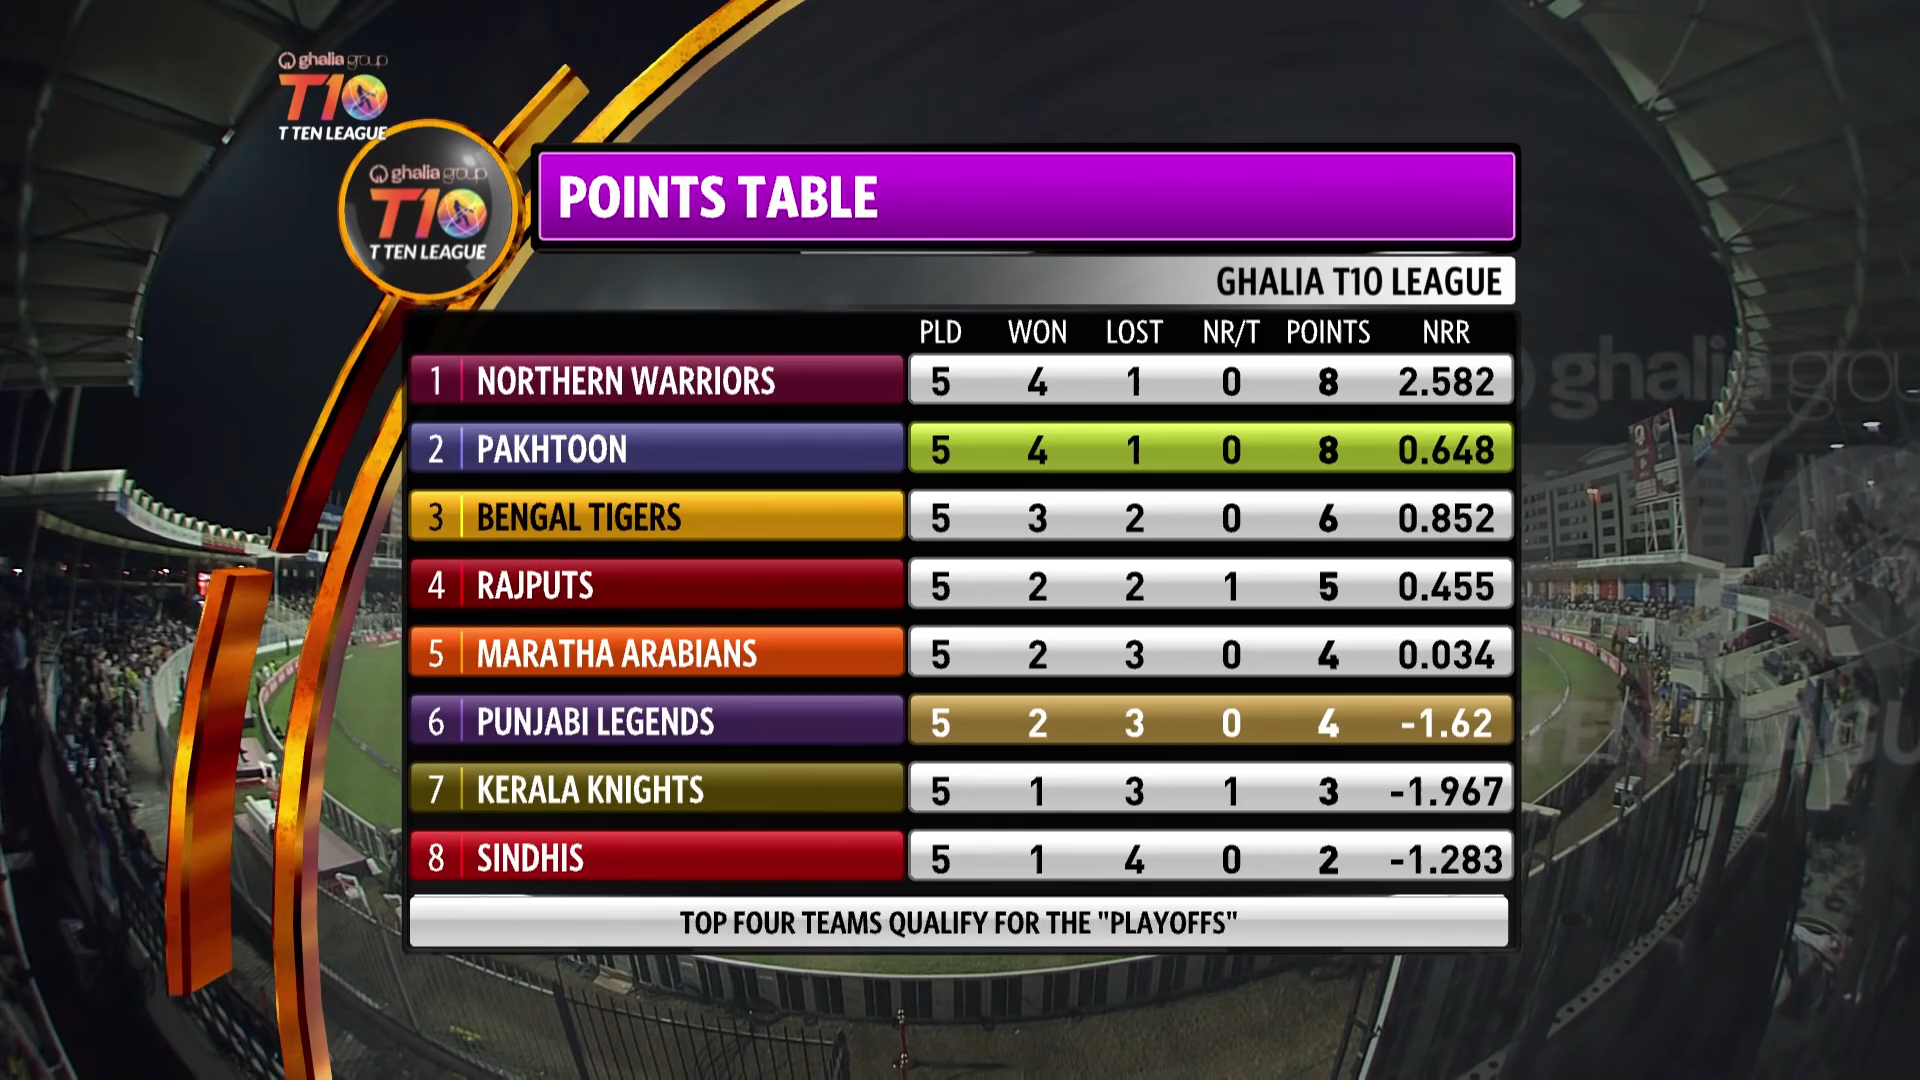 ghalia group
T10
T TEN LEAGUE
ghalia group
T10
T TEN LEAGUE
POINTS TABLE
GHALIA T10 LEAGUE
PLD WON LOST NR/T POINTS NRR
1 NORTHERN WARRIORS 5 4 1 0 8 2.582
2 PAKHTOON 5 4 1 0 8 0.648
3 BENGAL TIGERS 5 3 2 0 6 0.852
4 RAJPUTS 5 2 2 1 5 0.455
5 MARATHA ARABIANS 5 2 3 0 4 0.034
6 PUNJABI LEGENDS 5 2 3 0 4 -1.62
7 KERALA KNIGHTS 5 1 3 1 3 -1.967
8 SINDHIS 5 1 4 0 2 -1.283
TOP FOUR TEAMS QUALIFY FOR THE "PLAYOFFS"
ghalia grou
TEN LEAGU